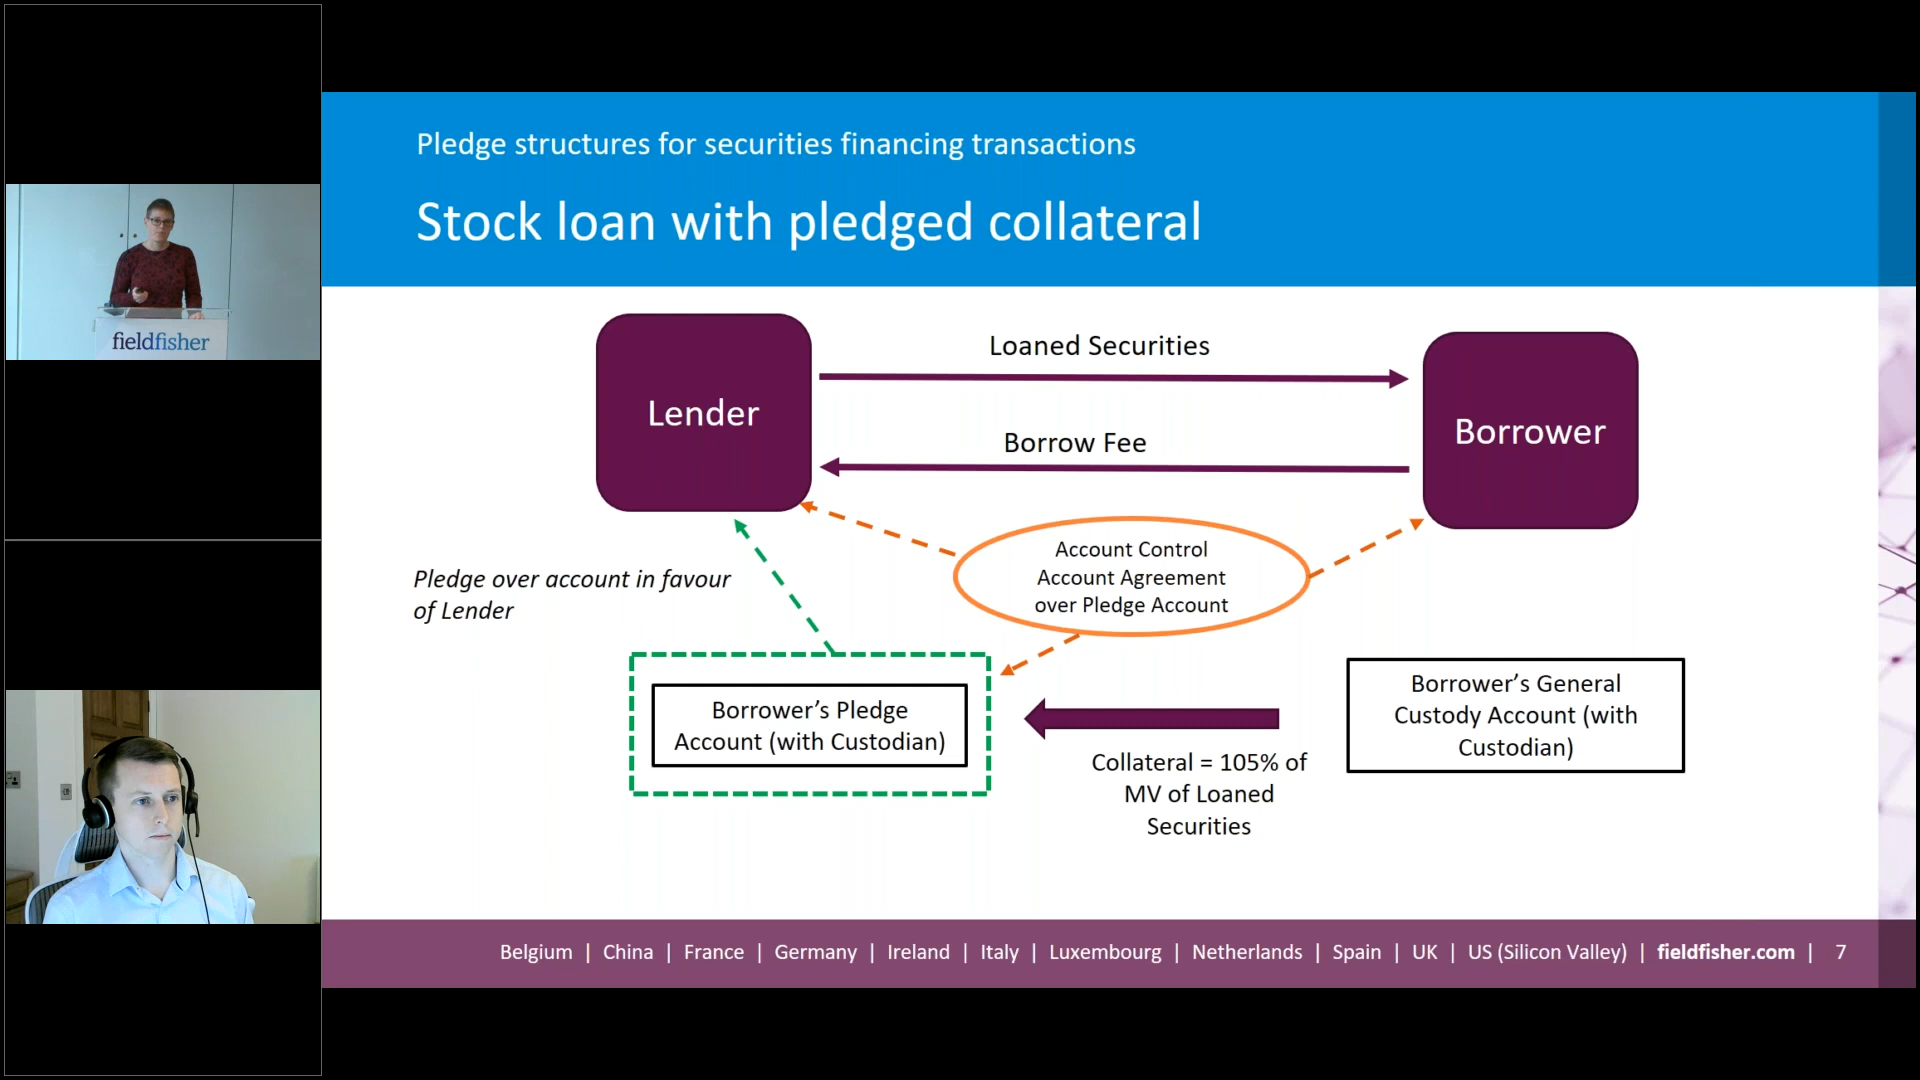 Pledge structures for securities financing transactions
Stock loan with pledged collateral
fieldfisher
Lender
Loaned Securities
Borrow Fee
Borrower
Account Control
Account Agreement
over Pledge Account
Pledge over account in favour
of Lender
Borrower’s Pledge
Account (with Custodian)
Collateral = 105% of
MV of Loaned
Securities
Borrower’s General
Custody Account (with
Custodian)
Belgium | China | France | Germany | Ireland | Italy | Luxembourg | Netherlands | Spain | UK | US (Silicon Valley) | fieldfisher.com | 7